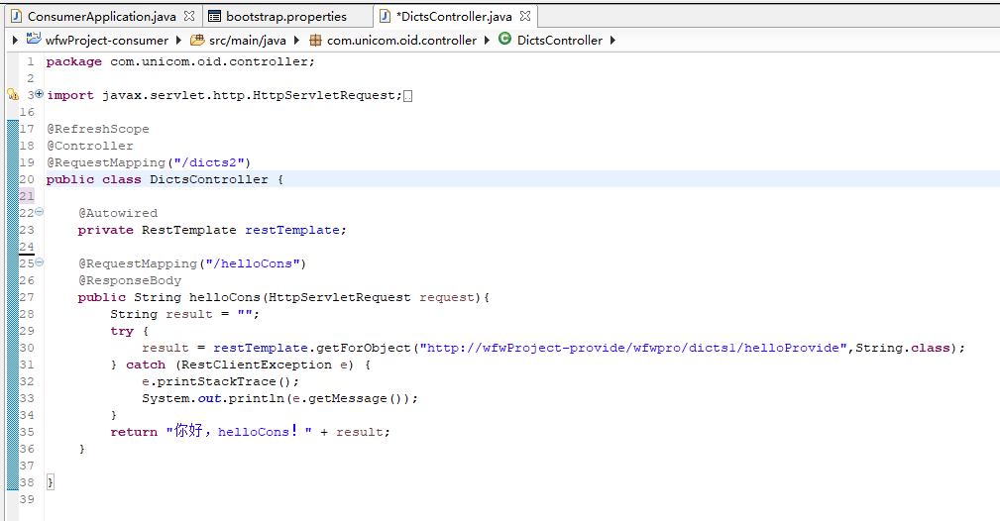 ConsumerApplication.java bootstrap.properties *DictsController.java
wfwProject-consumer src/main/java com.unicom.oid.controller DictsController
1 package com.unicom.oid.controller;
2
3 import javax.servlet.http.HttpServletRequest;
16
17 @RefreshScope
18 @Controller
19 @RequestMapping("/dicts2")
20 public class DictsController {
21
22 @Autowired
23 private RestTemplate restTemplate;
24
25 @RequestMapping("/helloCons")
26 @ResponseBody
27 public String helloCons(HttpServletRequest request){
28 String result = "";
29 try {
30 result = restTemplate.getForObject("http://wfwProject-provide/wfwpro/dicts1/helloProvide",String.class);
31 } catch (RestClientException e) {
32 e.printStackTrace();
33 System.out.println(e.getMessage());
34 }
35 return "你好，helloCons！" + result;
36 }
37
38 }
39